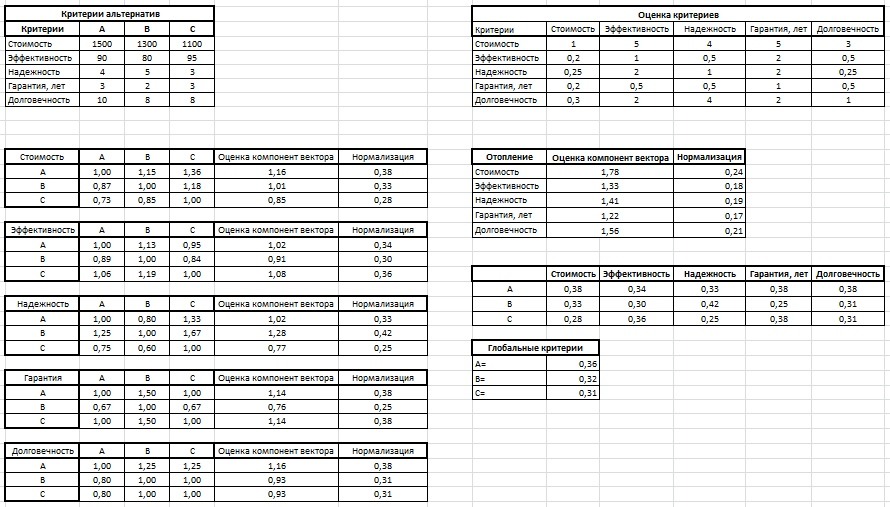 Критерии альтернатив
Критерии A B C
Стоимость 1500 1300 1100
Эффективность 90 80 95
Надежность 4 5 3
Гарантия, лет 3 2 3
Долговечность 10 8 8
Оценка критериев
Критерии Стоимость Эффективность Надежность Гарантия, лет Долговечность
Стоимость 1 5 4 5 3
Эффективность 0,2 1 0,5 2 0,5
Надежность 0,25 2 1 2 0,25
Гарантия, лет 0,2 0,5 0,5 1 0,5
Долговечность 0,3 2 4 2 1
Стоимость A B C Оценка компонент вектора Нормализация
A 1,00 1,15 1,36 1,16 0,38
B 0,87 1,00 1,18 1,01 0,33
C 0,73 0,85 1,00 0,85 0,28
Эффективность A B C Оценка компонент вектора Нормализация
A 1,00 1,13 0,95 1,02 0,34
B 0,89 1,00 0,84 0,91 0,30
C 1,06 1,19 1,00 1,08 0,36
Надежность A B C Оценка компонент вектора Нормализация
A 1,00 0,80 1,33 1,02 0,33
B 1,25 1,00 1,67 1,28 0,42
C 0,75 0,60 1,00 0,77 0,25
Гарантия A B C Оценка компонент вектора Нормализация
A 1,00 1,50 1,00 1,14 0,38
B 0,67 1,00 0,67 0,76 0,25
C 1,00 1,50 1,00 1,14 0,38
Долговечность A B C Оценка компонент вектора Нормализация
A 1,00 1,25 1,25 1,16 0,38
B 0,80 1,00 1,00 0,93 0,31
C 0,80 1,00 1,00 0,93 0,31
Отопление Оценка компонент вектора Нормализация
Стоимость 1,78 0,24
Эффективность 1,33 0,18
Надежность 1,41 0,19
Гарантия, лет 1,22 0,17
Долговечность 1,56 0,21
Стоимость Эффективность Надежность Гарантия, лет Долговечность
A 0,38 0,34 0,33 0,38 0,38
B 0,33 0,30 0,42 0,25 0,31
C 0,28 0,36 0,25 0,38 0,31
Глобальные критерии
A= 0,36
B= 0,32
C= 0,31